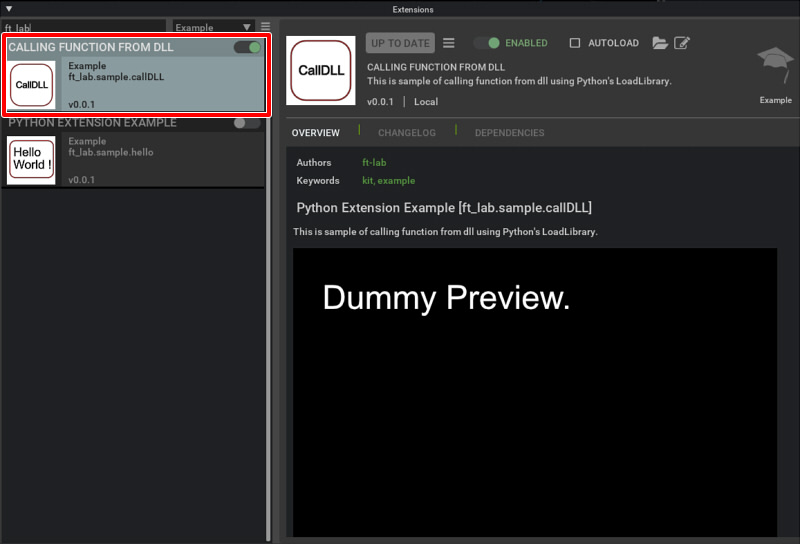 Extensions
ft_lab
Example
CALLING FUNCTION FROM DLL
CallDLL
Example
ft_lab.sample.callDLL
v0.0.1
PYTHON EXTENSION EXAMPLE
Hello
World !
Example
ft_lab.sample.hello
v0.0.1
CallDLL
UP TO DATE
ENABLED
AUTOLOAD
CALLING FUNCTION FROM DLL
This is sample of calling function from dll using Python's LoadLibrary.
v0.0.1
Local
Example
OVERVIEW
CHANGELOG
DEPENDENCIES
Authors ft-lab
Keywords kit, example
Python Extension Example [ft_lab.sample.callDLL]
This is sample of calling function from dll using Python's LoadLibrary.
Dummy Preview.